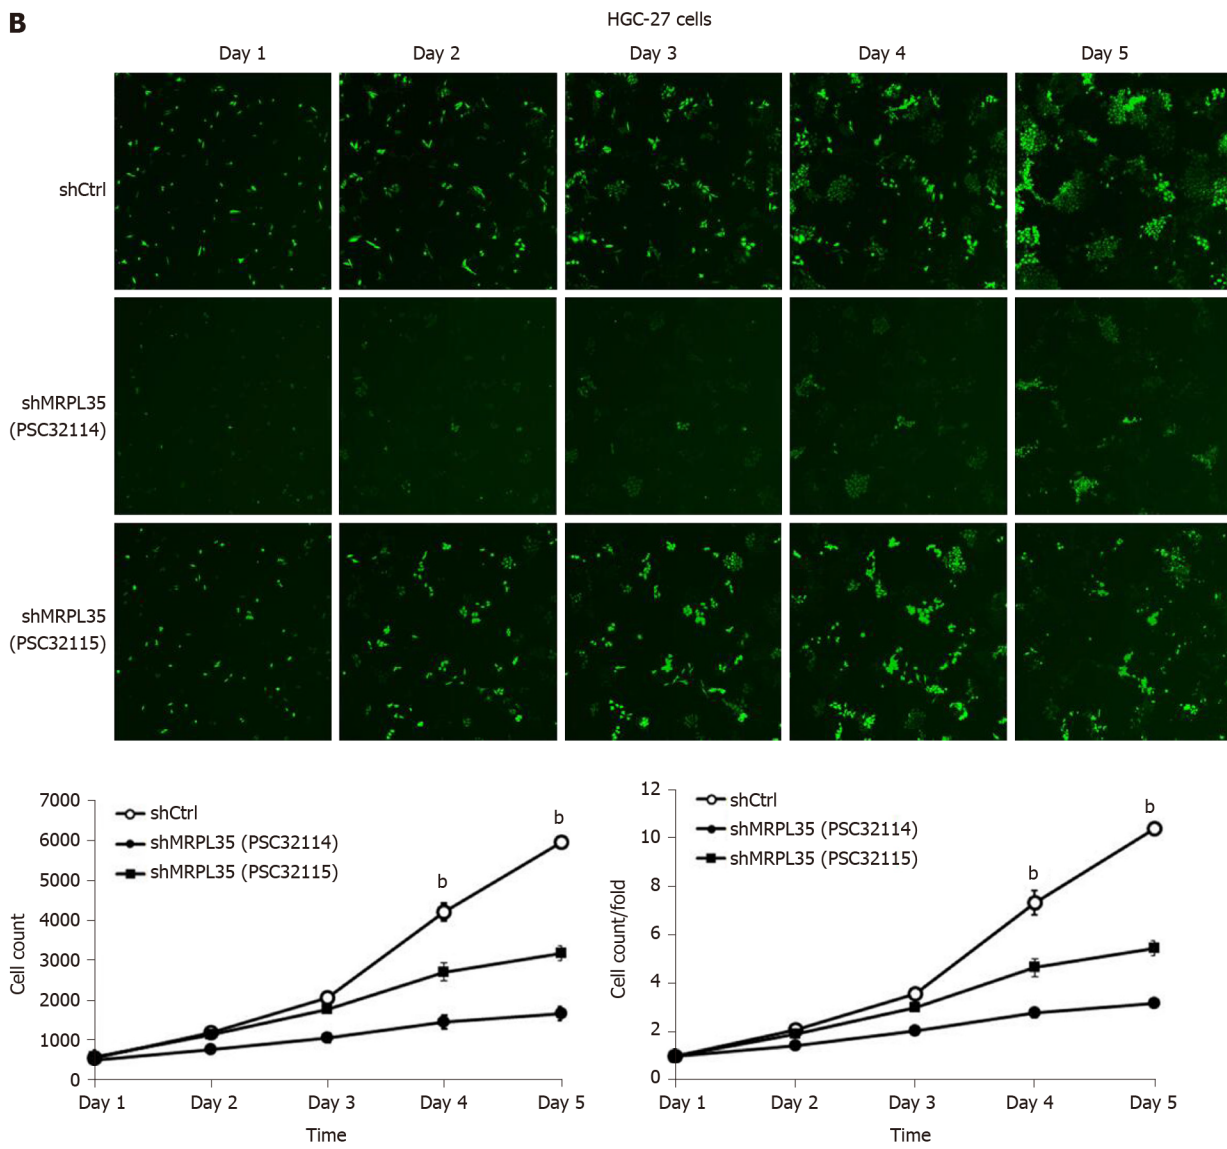 B
HGC-27 cells
Day 1 Day 2 Day 3 Day 4 Day 5
shCtrl
shMRPL35
(PSC32114)
shMRPL35
(PSC32115)
7000
6000
5000
4000
3000
2000
1000
0
Cell count
shCtrl
shMRPL35 (PSC32114)
shMRPL35 (PSC32115)
b
b
Day 1 Day 2 Day 3 Day 4 Day 5
Time
12
10
8
6
4
2
0
Cell count/fold
shCtrl
shMRPL35 (PSC32114)
shMRPL35 (PSC32115)
b
b
Day 1 Day 2 Day 3 Day 4 Day 5
Time